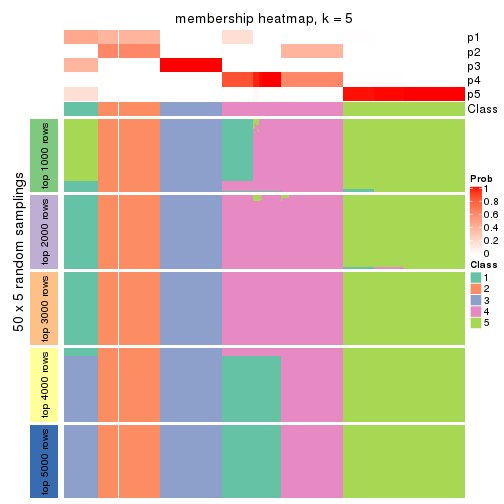 membership heatmap, k = 5
p1
p2
p3
p4
p5
Class
50 x 5 random samplings
top 1000 rows
top 2000 rows
top 3000 rows
top 4000 rows
top 5000 rows
Prob
1
0.8
0.6
0.4
0.2
0
Class
1
2
3
4
5